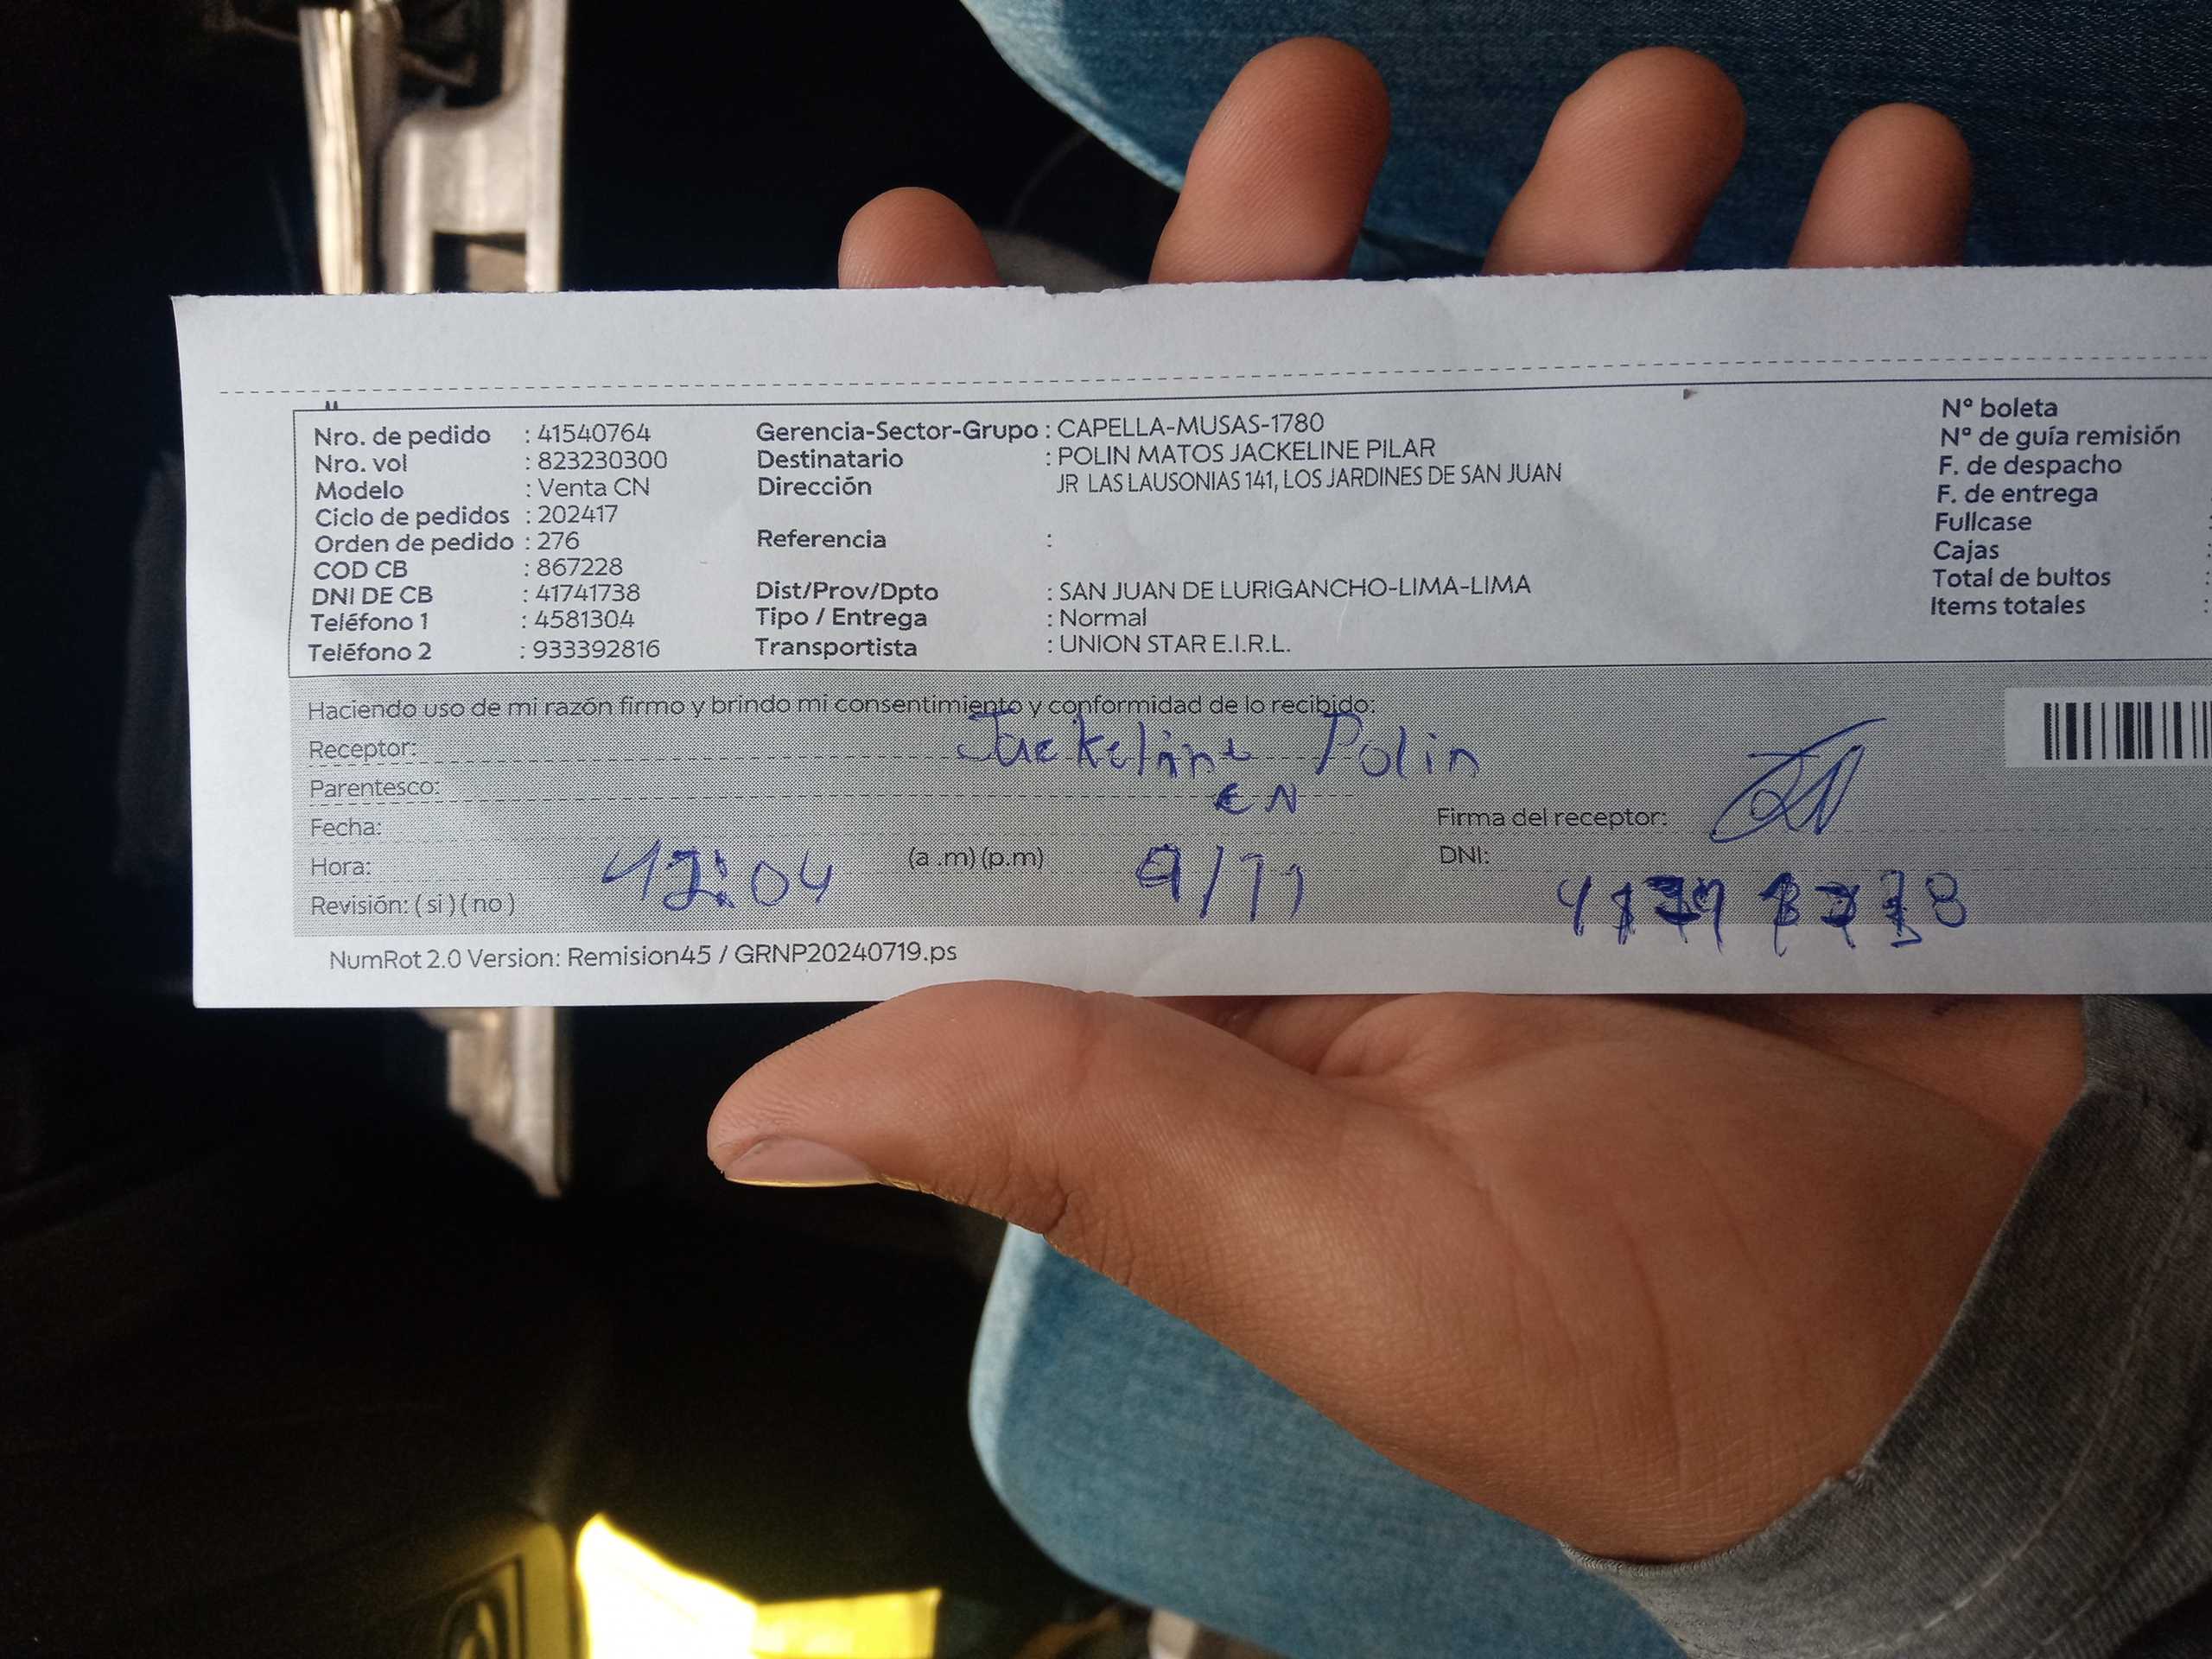 Nro. de pedido : 41540764
Nro. vol : 823230300
Modelo : Venta CN
Ciclo de pedidos : 202417
Orden de pedido : 276
COD CB : 867228
DNI DE CB : 41741738
Teléfono 1 : 4581304
Teléfono 2 : 933392816
Gerencia-Sector-Grupo : CAPELLA-MUSAS-1780
Destinatario : POLIN MATOS JACKELINE PILAR
Dirección JR LAS LAUSONIAS 141, LOS JARDINES DE SAN JUAN
Referencia :
Dist/Prov/Dpto : SAN JUAN DE LURIGANCHO-LIMA-LIMA
Tipo / Entrega : Normal
Transportista : UNION STAR E.I.R.L.
Nº boleta
Nº de guía remisión
F. de despacho
F. de entrega
Fullcase :
Cajas :
Total de bultos :
Items totales :
Haciendo uso de mi razón firmo y brindo mi consentimiento y conformidad de lo recibido:
Receptor: Jackeline Polin
Parentesco: CN
Fecha:
Firma del receptor:
Hora: 12:04 (a .m) (p.m) 9/11
DNI:
Revisión: ( si ) ( no )
NumRot 2.0 Version: Remision45 / GRNP20240719.ps